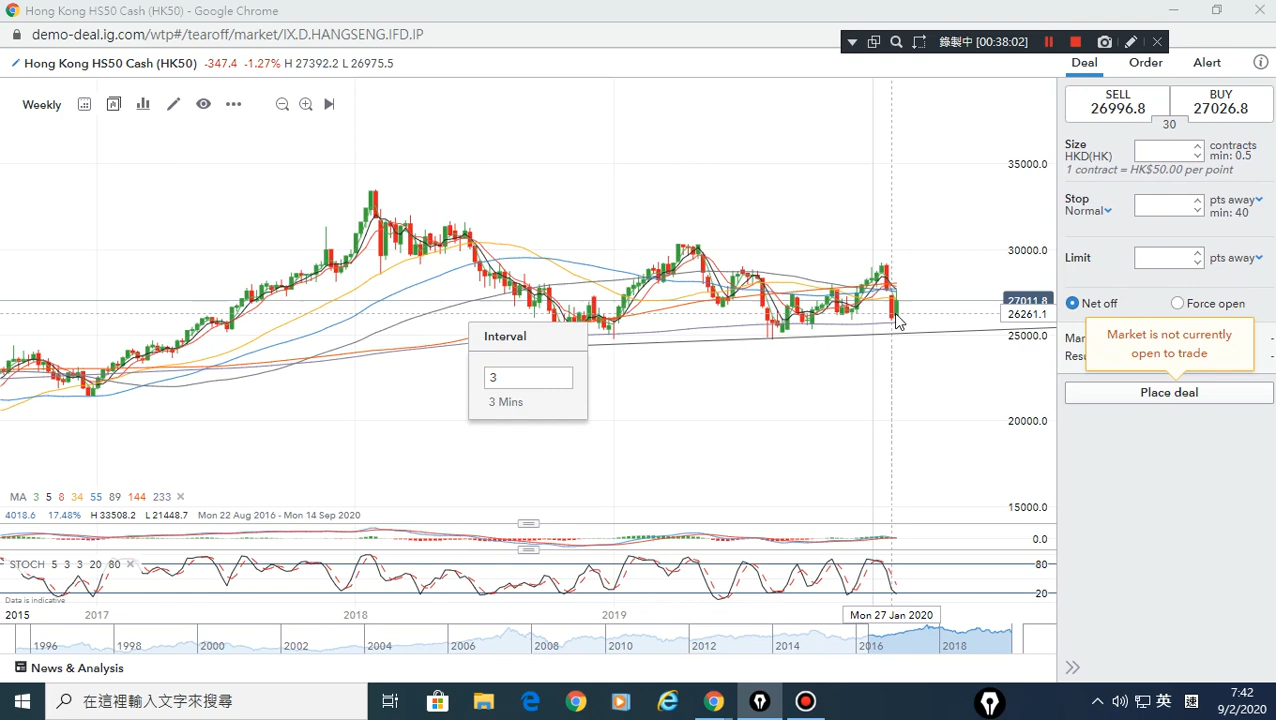 Hong Kong HS50 Cash (HK50) - Google Chrome
demo-deal.ig.com/wtp#/tearoff/market/IX.D.HANGSENG.IFD.IP
錄製中 [00:38:02]
Hong Kong HS50 Cash (HK50) -347.4 -1.27% H 27392.2 L 26975.5
Deal Order Alert
Weekly
SELL
26996.8
BUY
27026.8
30
Size
HKD(HK)
contracts
min: 0.5
1 contract = HK$50.00 per point
Stop
Normal
pts away
min: 40
Limit
pts away
Net off
Force open
Market is not currently
open to trade
Place deal
35000.0
30000.0
27011.8
26261.1
25000.0
20000.0
15000.0
Interval
3
3 Mins
MA 3 5 8 34 55 89 144 233
4018.6 17.48% H 33508.2 L 21448.7 Mon 22 Aug 2016 - Mon 14 Sep 2020
0.0
STOCH 5 3 3 20 80
80
20
Data is indicative
2015 2017 2018 2019 Mon 27 Jan 2020
1996 1998 2000 2002 2004 2006 2008 2010 2012 2014 2016 2018
News & Analysis
在這裡輸入文字來搜尋
英
7:42
9/2/2020